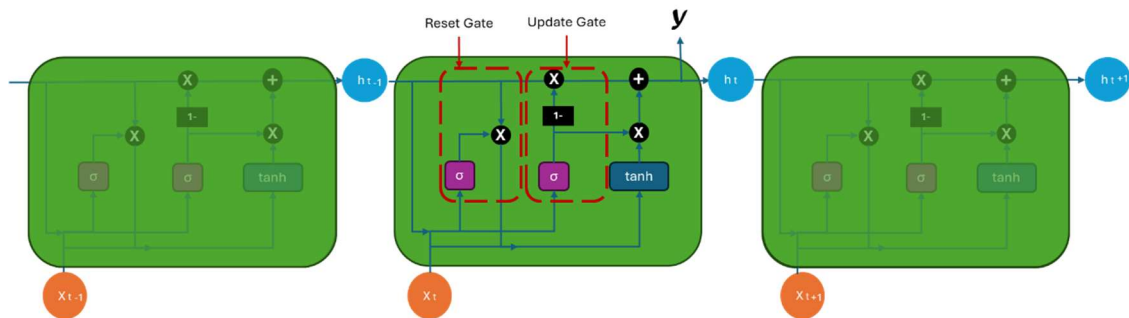 Reset Gate
Update Gate
y
X
+
1-
X
X
σ
σ
tanh
h t-1
X
+
1-
X
X
σ
σ
tanh
h t
X
+
1-
X
X
σ
σ
tanh
h t+1
X t-1
X t
X t+1